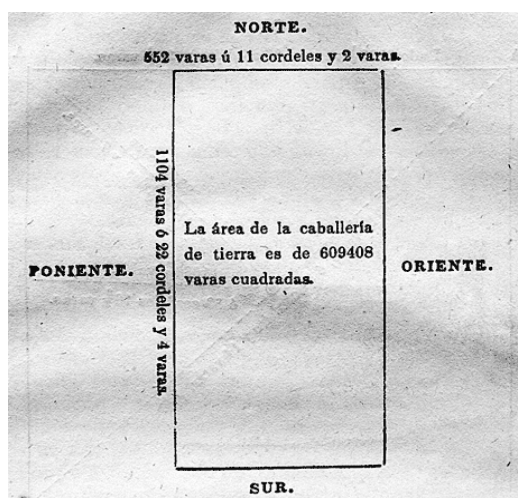 NORTE.
552 varas ú 11 cordeles y 2 varas.
1104 varas ó 22 cordeles y 4 varas.
La área de la caballería
de tierra es de 609408
varas cuadradas.
PONIENTE.
ORIENTE.
SUR.